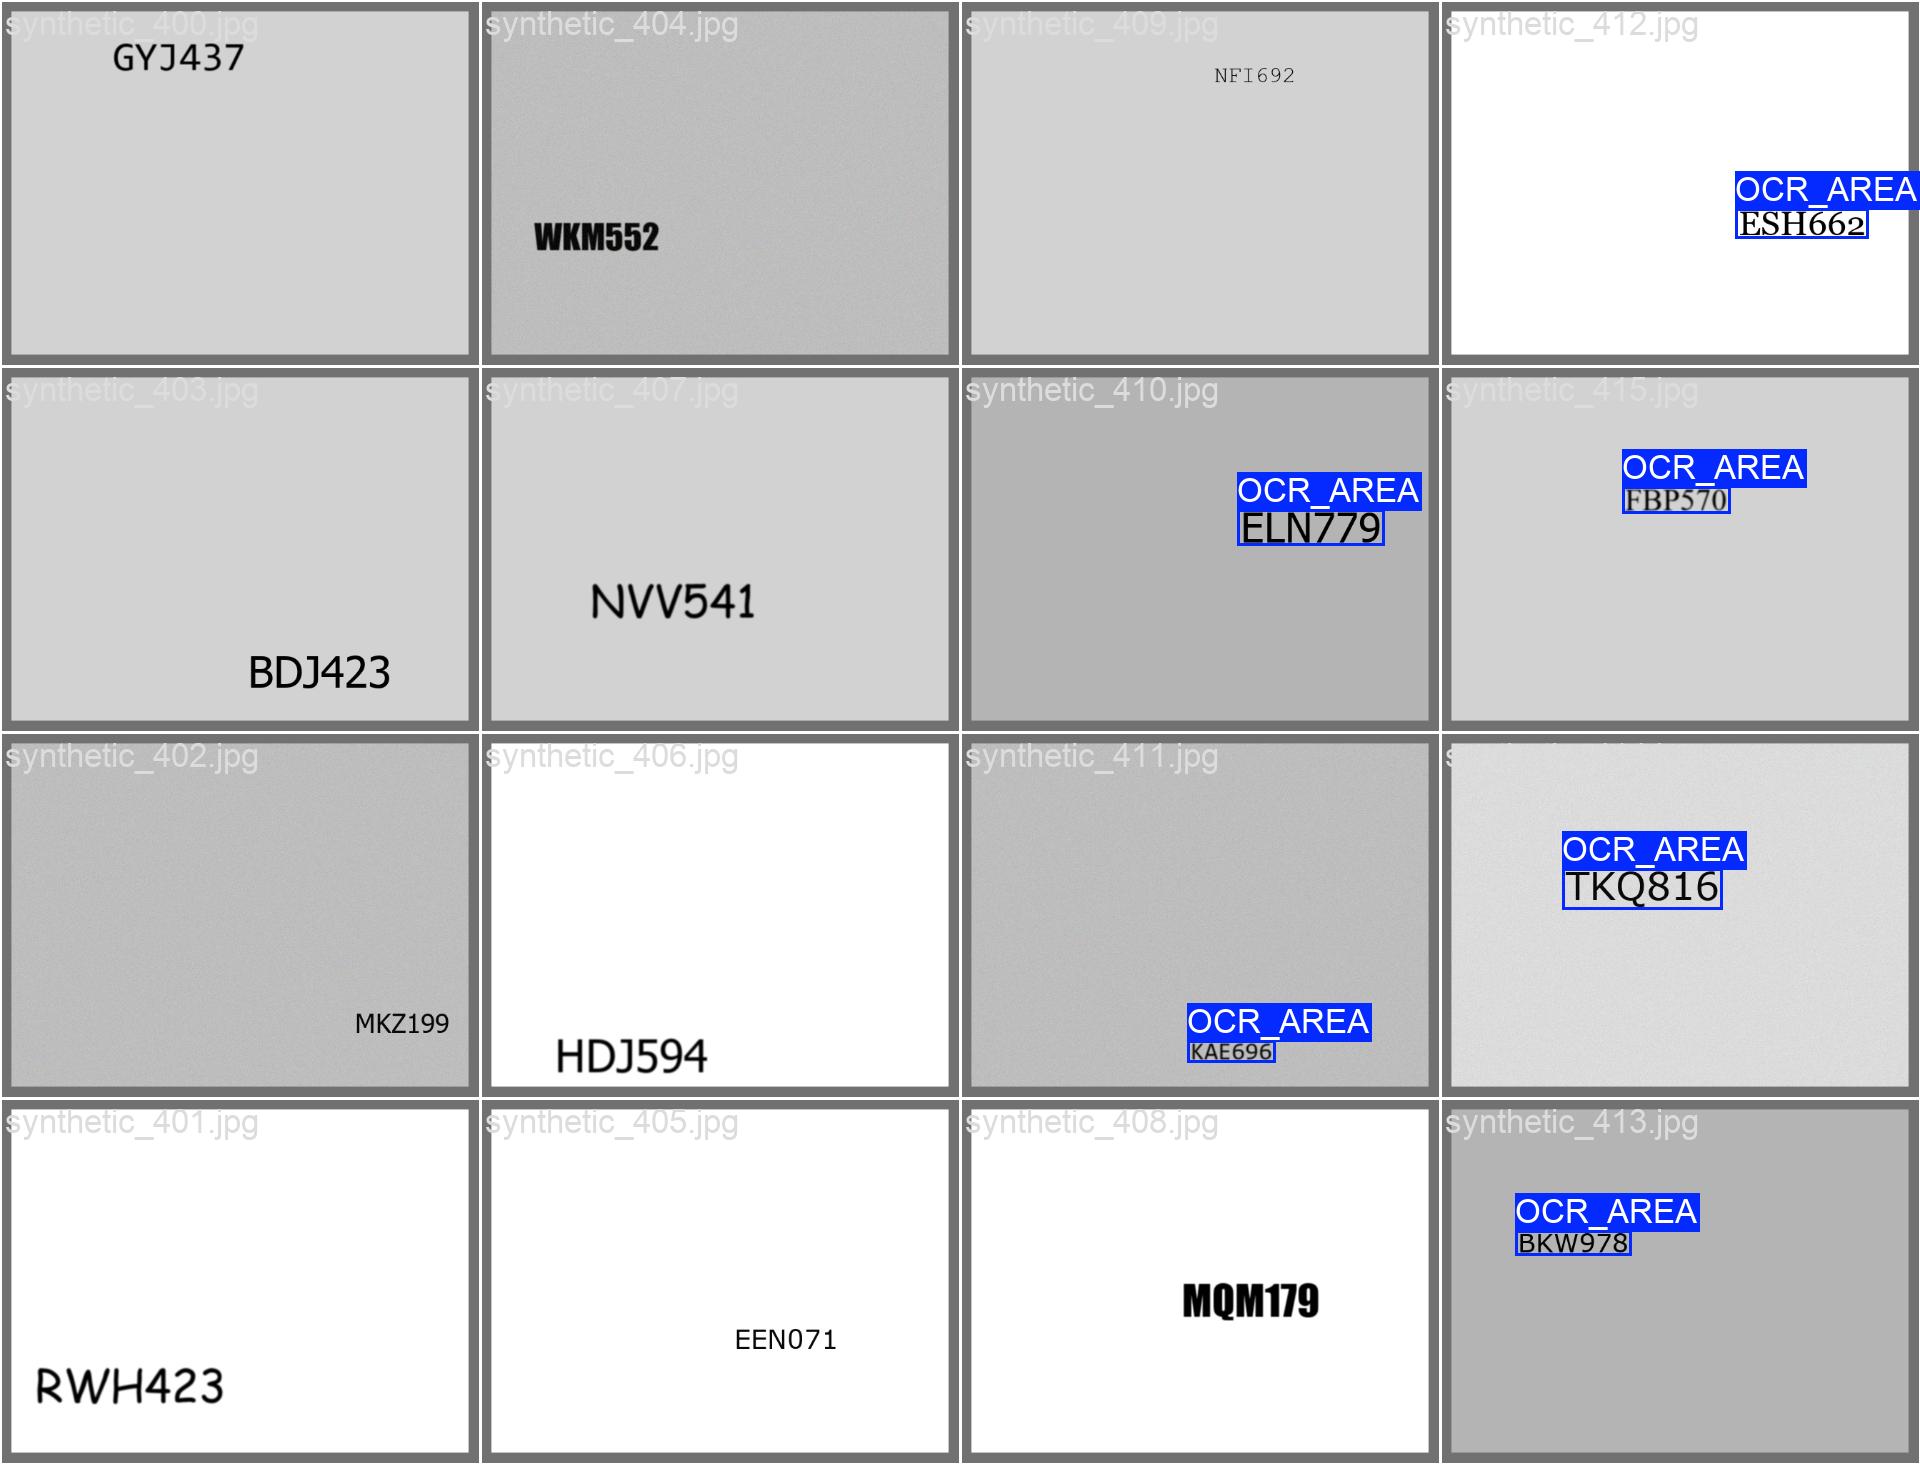 synthetic_400.jpg
GYJ437
synthetic_404.jpg
WKM552
synthetic_409.jpg
NFI692
synthetic_412.jpg
OCR_AREA
ESH662
synthetic_403.jpg
BDJ423
synthetic_407.jpg
NVV541
synthetic_410.jpg
OCR_AREA
ELN779
synthetic_415.jpg
OCR_AREA
FBP570
synthetic_402.jpg
MKZ199
synthetic_406.jpg
HDJ594
synthetic_411.jpg
OCR_AREA
KAE696
OCR_AREA
TKQ816
synthetic_401.jpg
RWH423
synthetic_405.jpg
EEN071
synthetic_408.jpg
MQM179
synthetic_413.jpg
OCR_AREA
BKW978